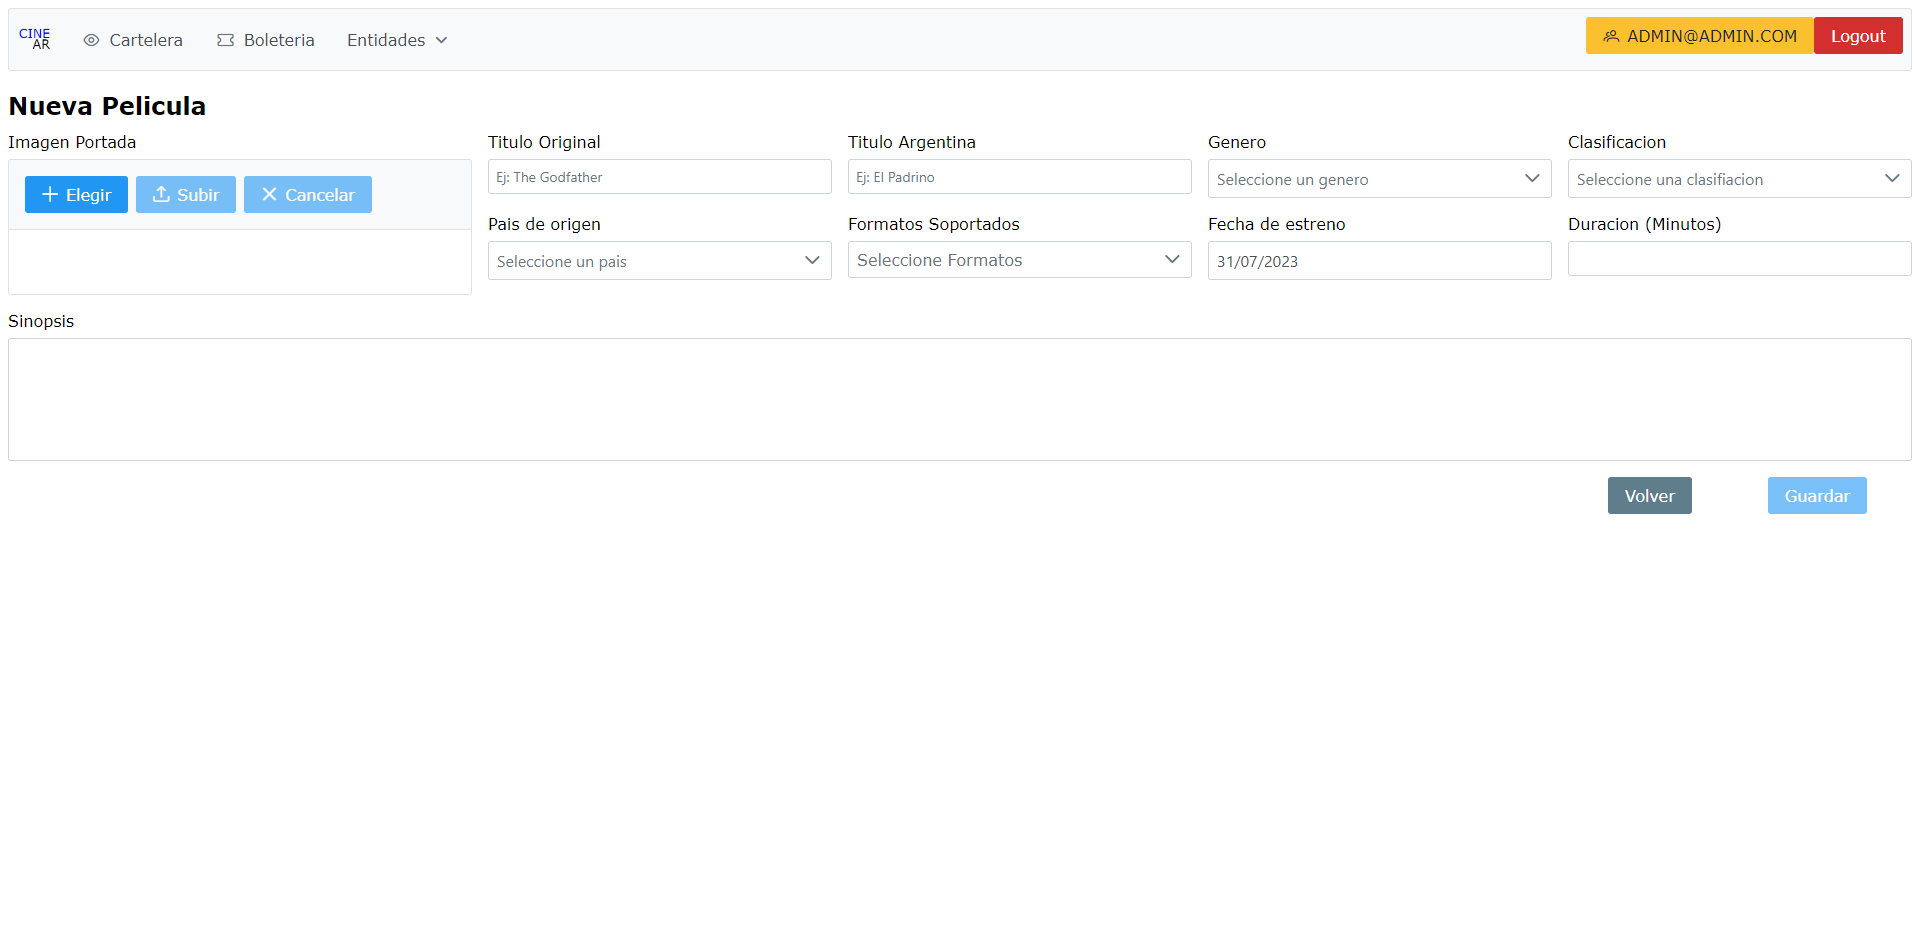 CINE
AR
Cartelera
Boleteria
Entidades
ADMIN@ADMIN.COM
Logout
Nueva Pelicula
Imagen Portada
Elegir
Subir
Cancelar
Titulo Original
Ej: The Godfather
Titulo Argentina
Ej: El Padrino
Genero
Seleccione un genero
Clasificacion
Seleccione una clasifiacion
Pais de origen
Seleccione un pais
Formatos Soportados
Seleccione Formatos
Fecha de estreno
31/07/2023
Duracion (Minutos)
Sinopsis
Volver
Guardar